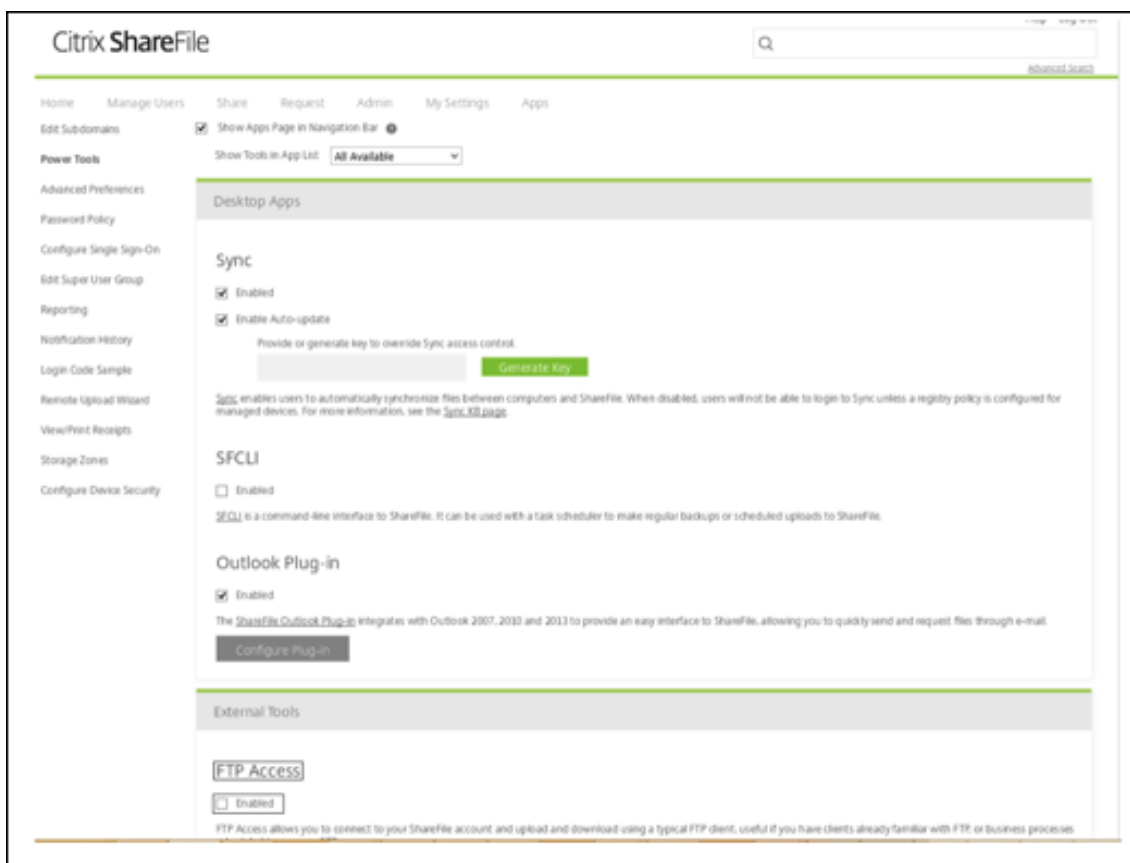 Help Log Out
Citrix ShareFile
Advanced Search
Home Manage Users Share Request Admin My Settings Apps
Edit Subdomains
Power Tools
Advanced Preferences
Password Policy
Configure Single Sign-On
Edit Super User Group
Reporting
Notification History
Login Code Sample
Remote Upload Wizard
View/Print Receipts
Storage Zones
Configure Device Security
Show Apps Page in Navigation Bar
Show Tools in App List All Available
Desktop Apps
Sync
Enabled
Enable Auto-update
Provide or generate key to override Sync access control.
Generate Key
Sync enables users to automatically synchronize files between computers and ShareFile. When disabled, users will not be able to login to Sync unless a registry policy is configured for
managed devices. For more information, see the Sync KB page.
SFCLI
Enabled
SFCLI is a command-line interface to ShareFile. It can be used with a task scheduler to make regular backups or scheduled uploads to ShareFile.
Outlook Plug-in
Enabled
The ShareFile Outlook Plug-in integrates with Outlook 2007, 2010 and 2013 to provide an easy interface to ShareFile, allowing you to quickly send and request files through e-mail.
Configure Plug-in
External Tools
FTP Access
Enabled
FTP Access allows you to connect to your ShareFile account and upload and download using a typical FTP client, useful if you have clients already familiar with FTP, or business processes